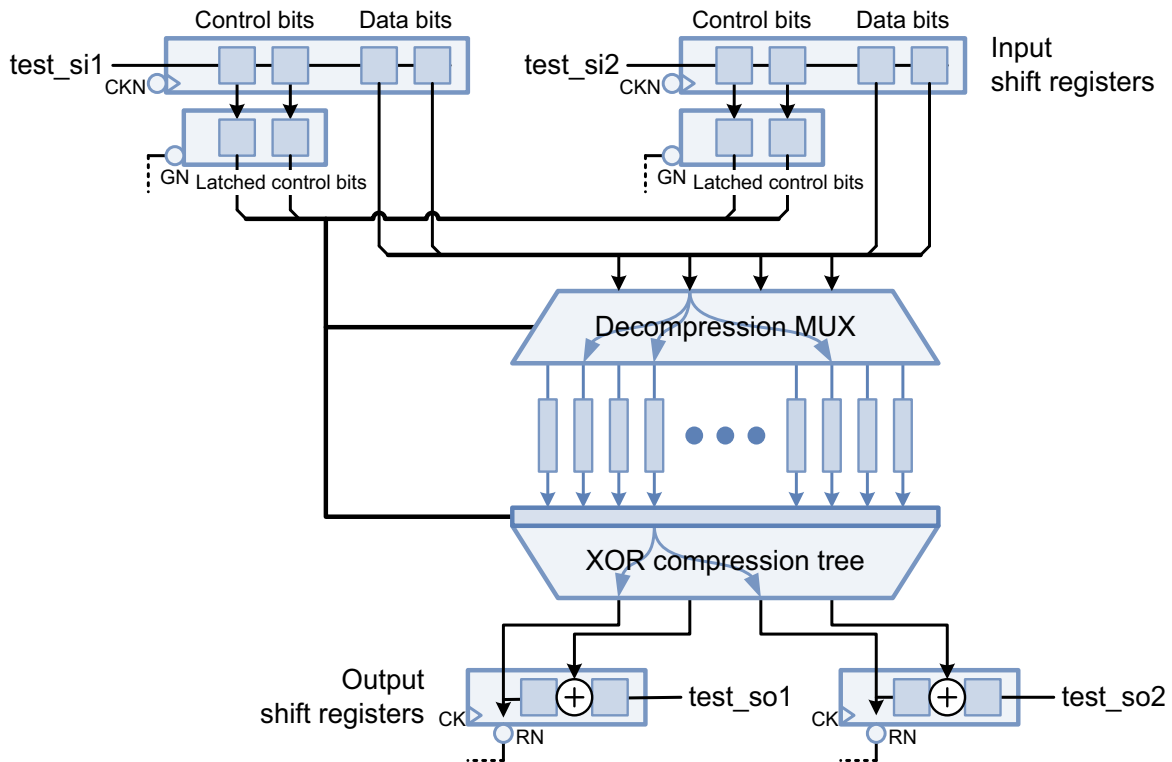 Control bits Data bits
Control bits Data bits
test_si1
test_si2
Input
shift registers
CKN
CKN
GN
Latched control bits
GN
Latched control bits
Decompression MUX
XOR compression tree
Output
shift registers
test_so1
test_so2
CK
RN
CK
RN